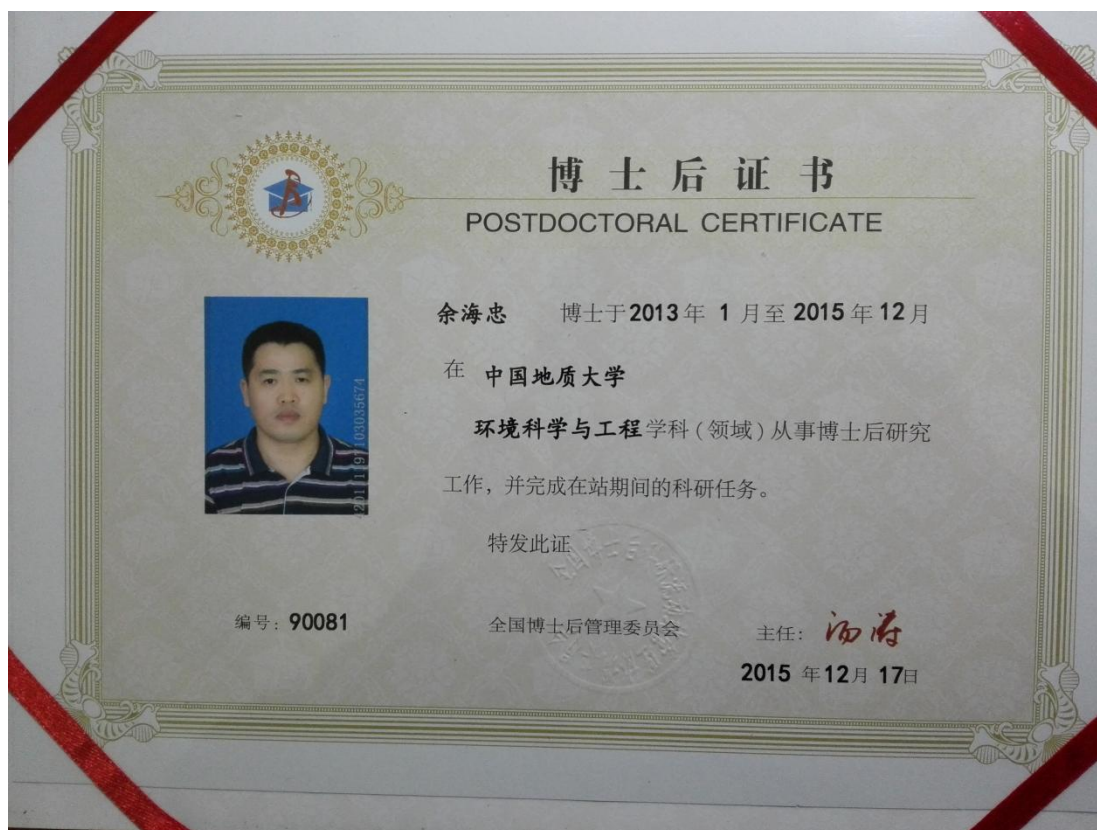 博士后证书
POSTDOCTORAL CERTIFICATE
余海忠 博士于2013年 1 月至 2015年12月
在 中国地质大学
环境科学与工程学科(领域)从事博士后研究
工作，并完成在站期间的科研任务。
特发此证
编号: 90081
全国博士后管理委员会
主任:
2015 年12月 17日